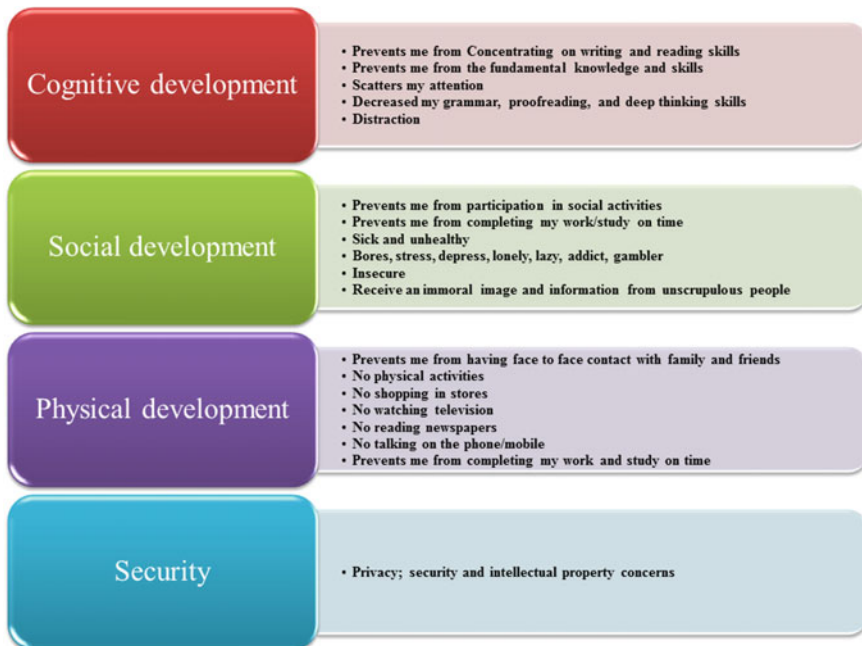 Cognitive development
• Prevents me from Concentrating on writing and reading skills
• Prevents me from the fundamental knowledge and skills
• Scatters my attention
• Decreased my grammar, proofreading, and deep thinking skills
• Distraction
Social development
• Prevents me from participation in social activities
• Prevents me from completing my work/study on time
• Sick and unhealthy
• Bores, stress, depress, lonely, lazy, addict, gambler
• Insecure
• Receive an immoral image and information from unscrupulous people
Physical development
• Prevents me from having face to face contact with family and friends
• No physical activities
• No shopping in stores
• No watching television
• No reading newspapers
• No talking on the phone/mobile
• Prevents me from completing my work and study on time
Security
• Privacy; security and intellectual property concerns